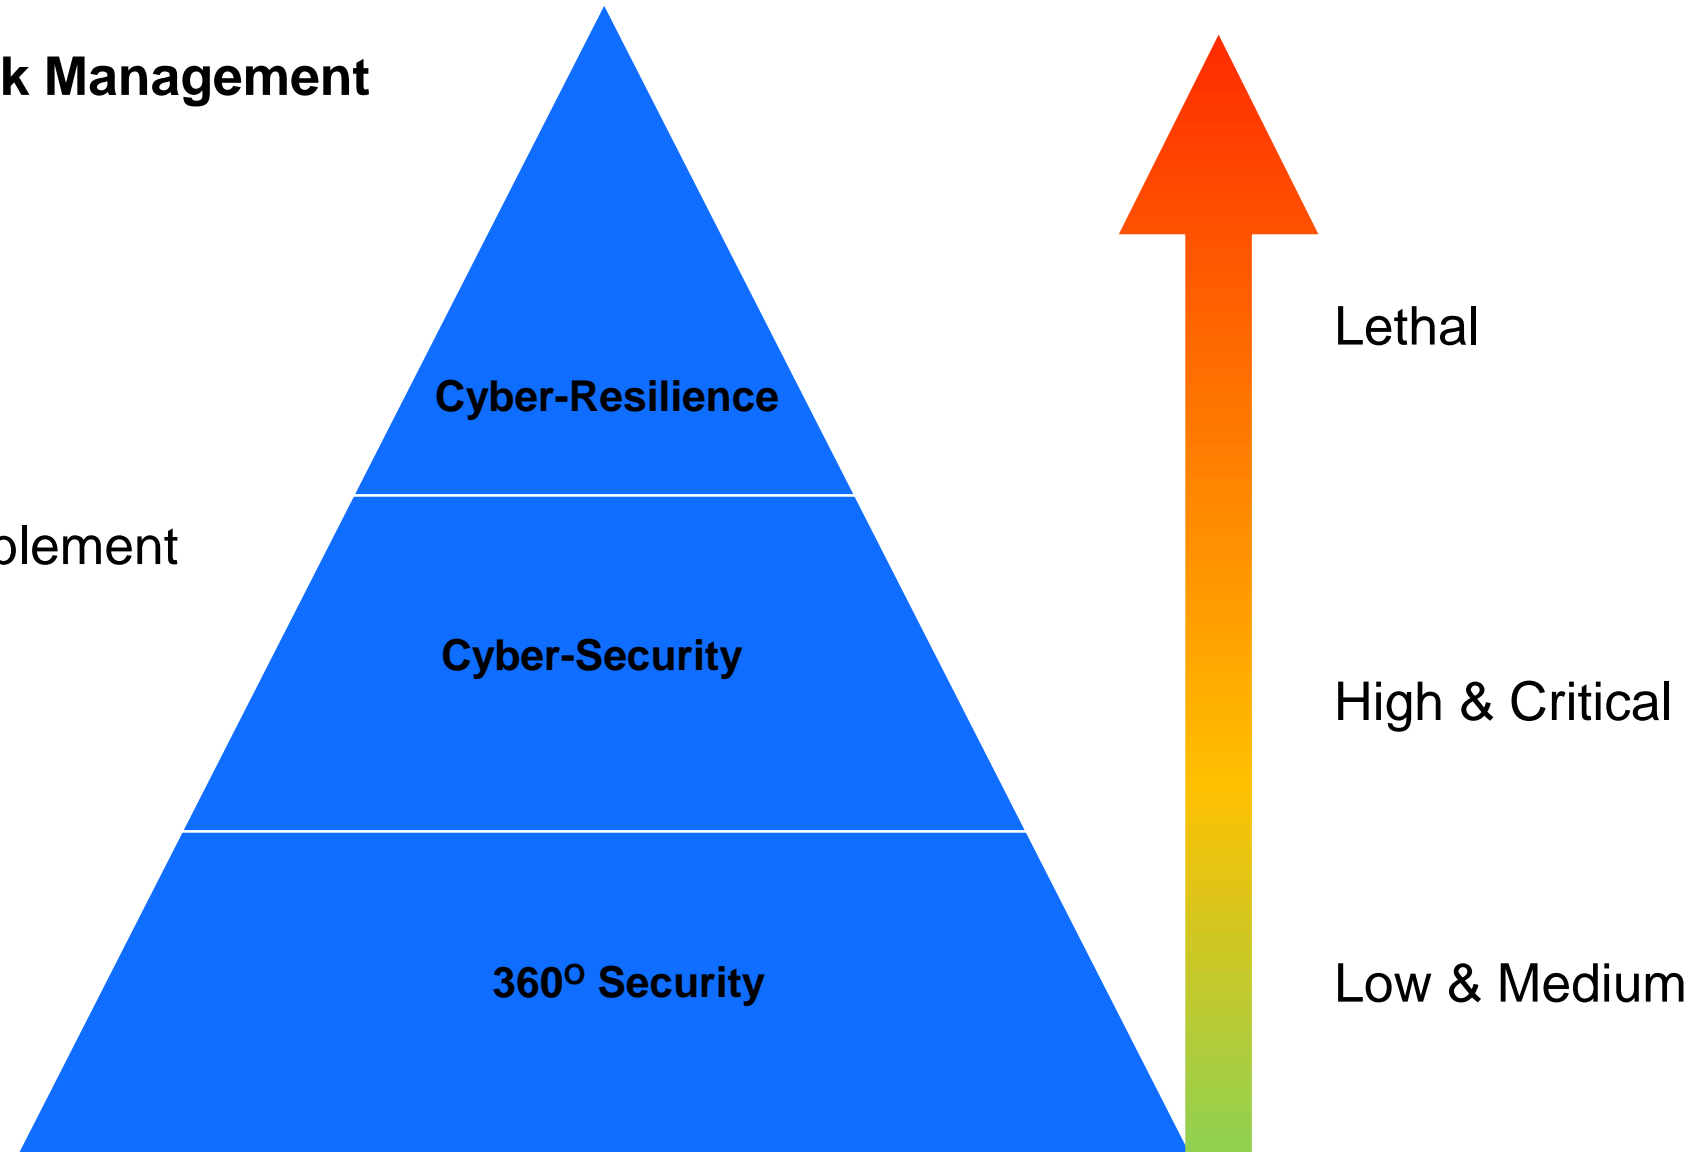 k Management
Lethal
Cyber-Resilience
plement
Cyber-Security
High & Critical
360º Security
Low & Medium